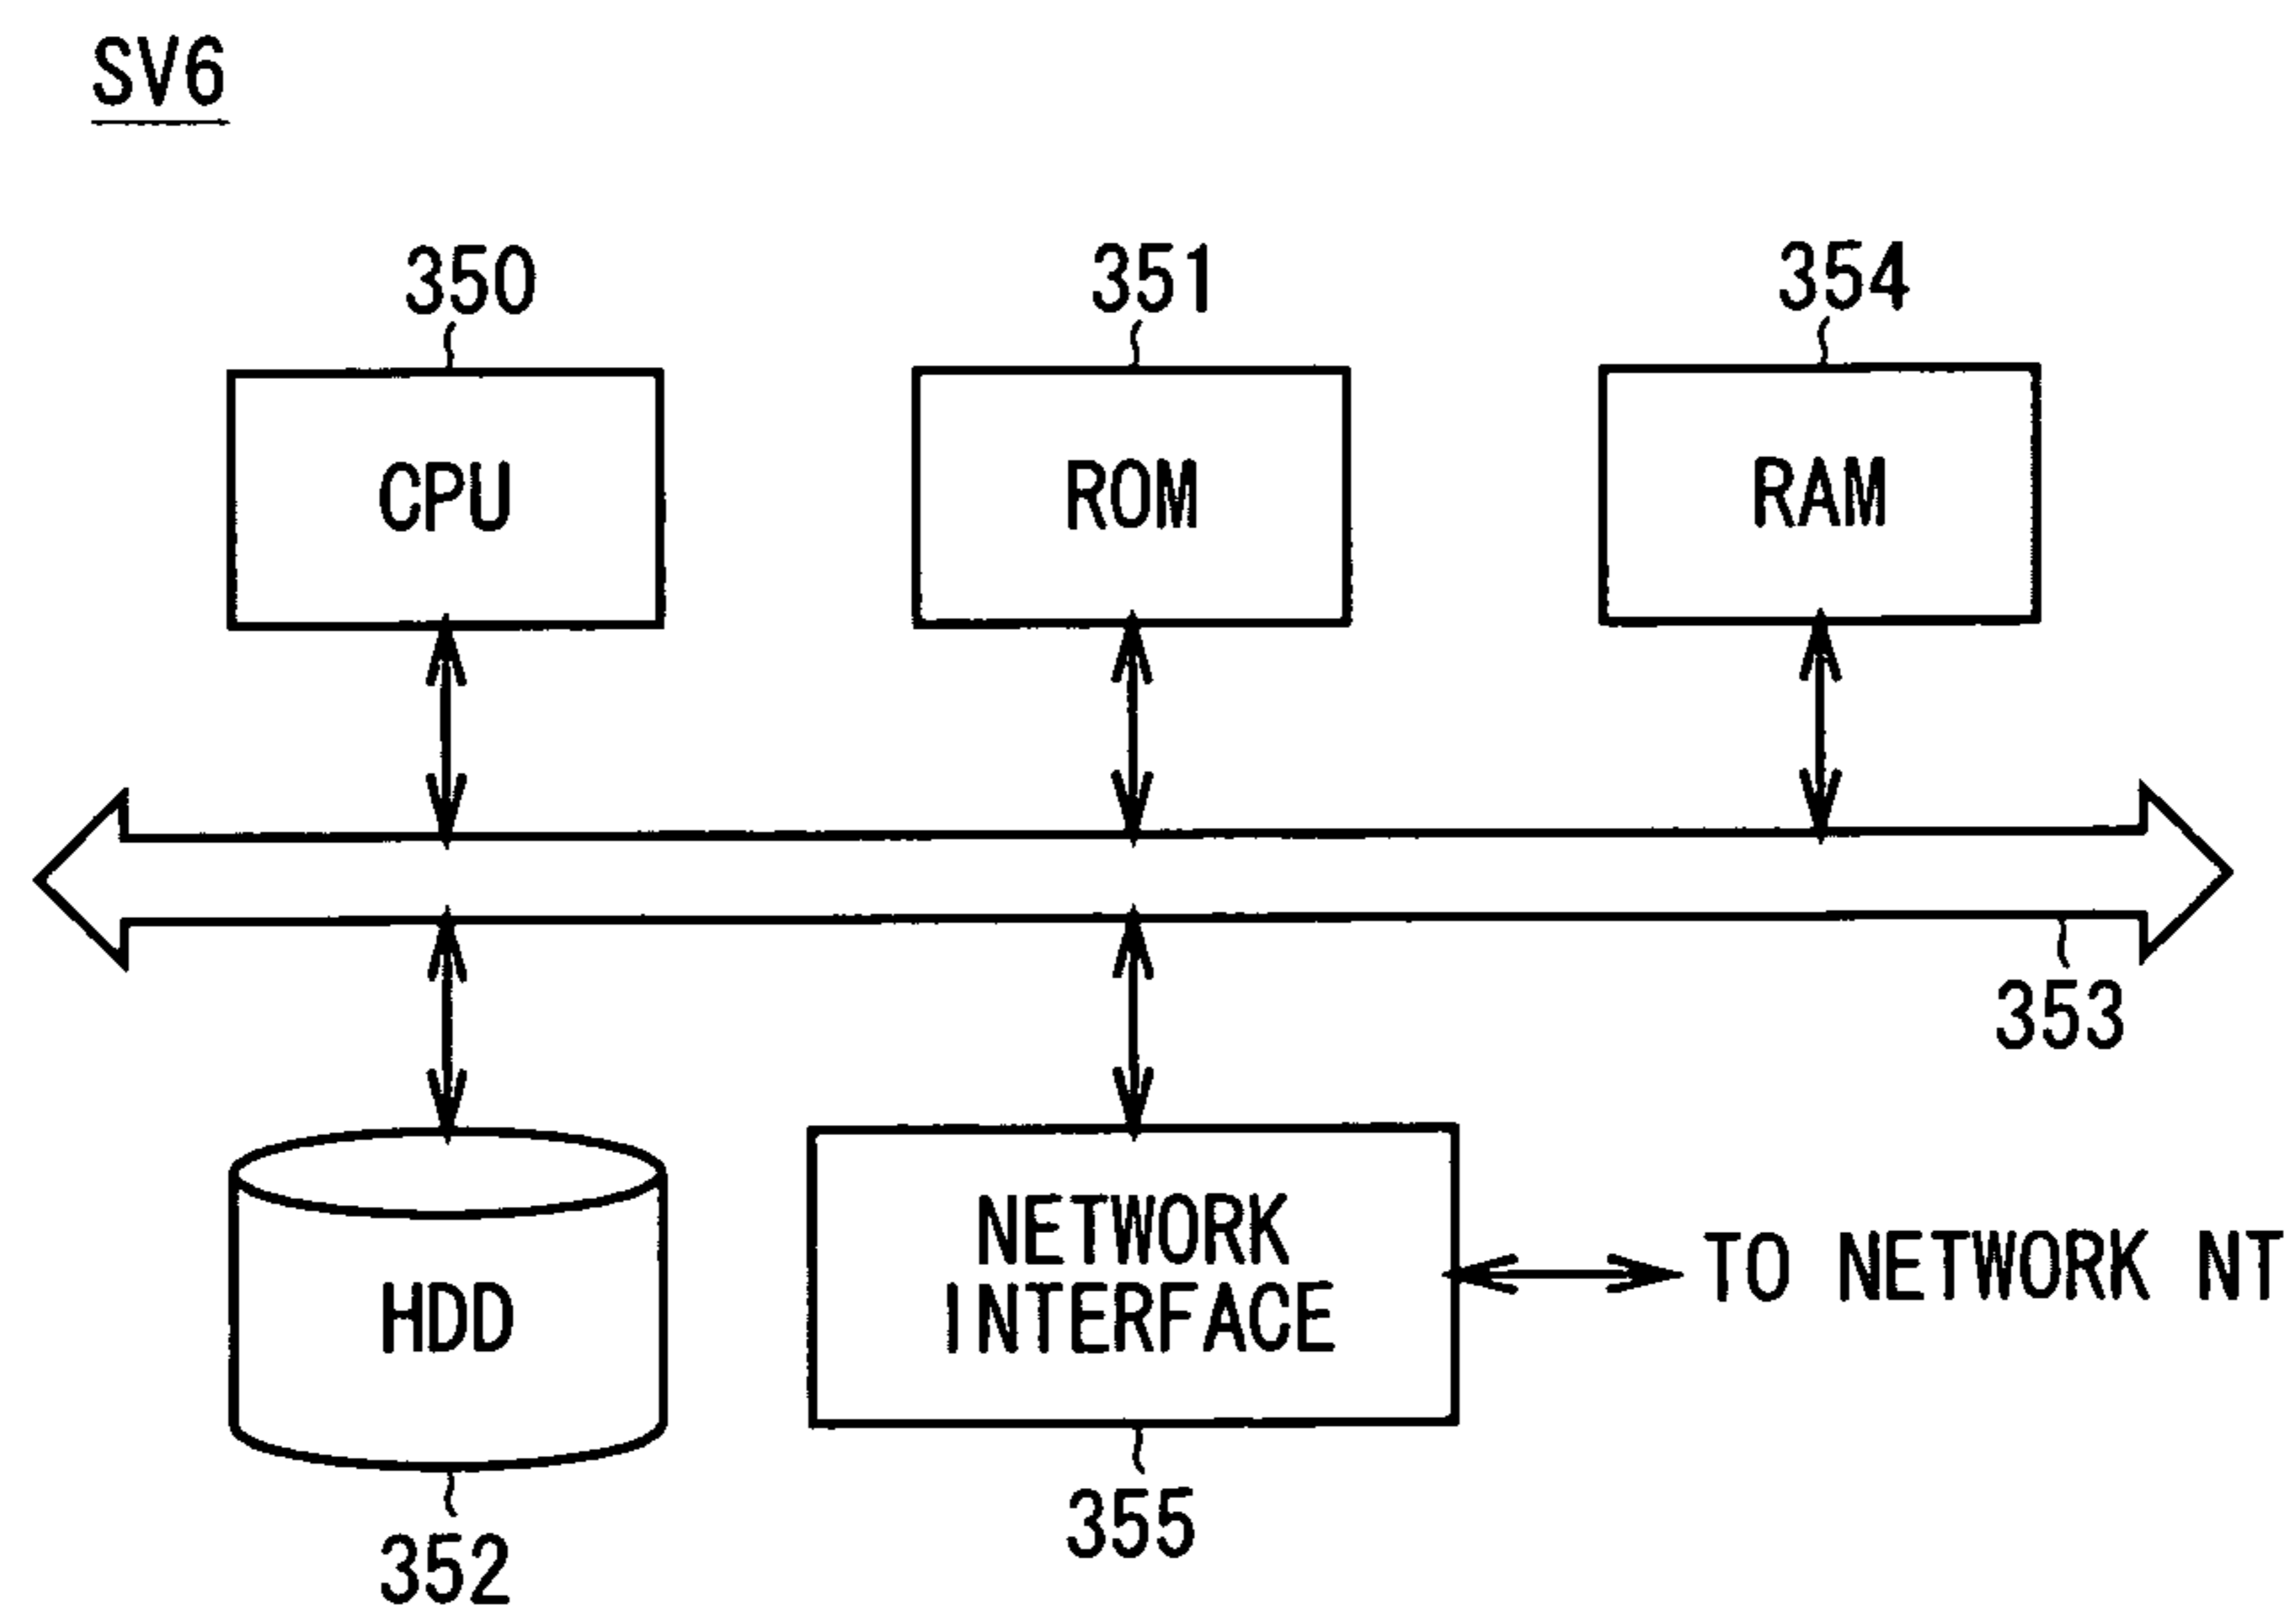 SV6
350
351
354
CPU
ROM
RAM
353
HDD
NETWORK
INTERFACE
TO NETWORK NT
352
355